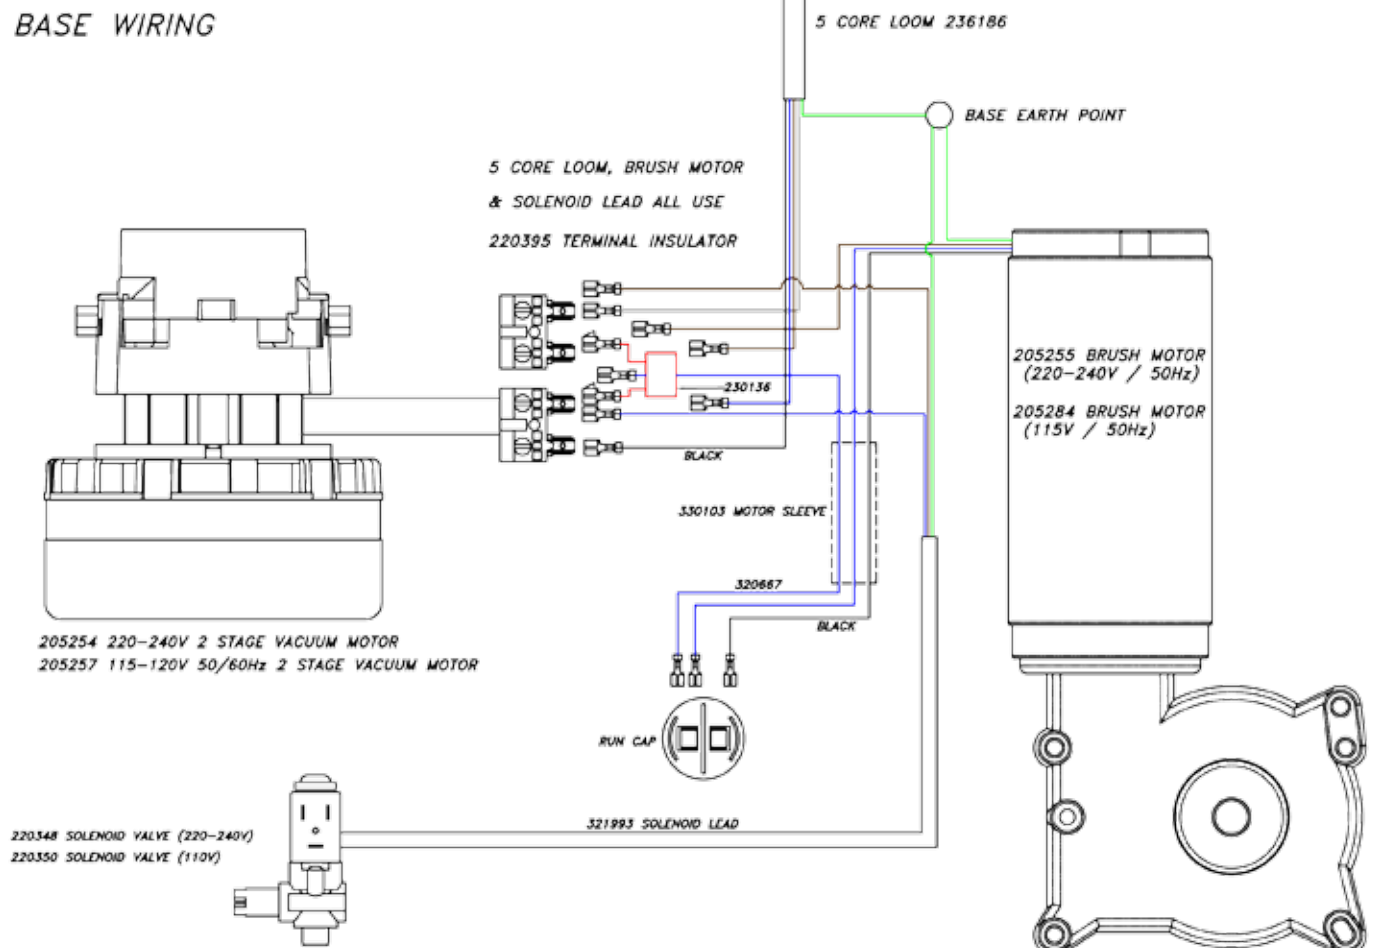 BASE WIRING
5 CORE LOOM 236186
BASE EARTH POINT
5 CORE LOOM, BRUSH MOTOR
& SOLENOID LEAD ALL USE
220395 TERMINAL INSULATOR
205255 BRUSH MOTOR
(220-240V / 50Hz)
205284 BRUSH MOTOR
(115V / 50Hz)
230136
BLACK
330103 MOTOR SLEEVE
320667
BLACK
205254 220-240V 2 STAGE VACUUM MOTOR
205257 115-120V 50/60Hz 2 STAGE VACUUM MOTOR
RUN CAP
321993 SOLENOID LEAD
220348 SOLENOID VALVE (220-240V)
220350 SOLENOID VALVE (110V)